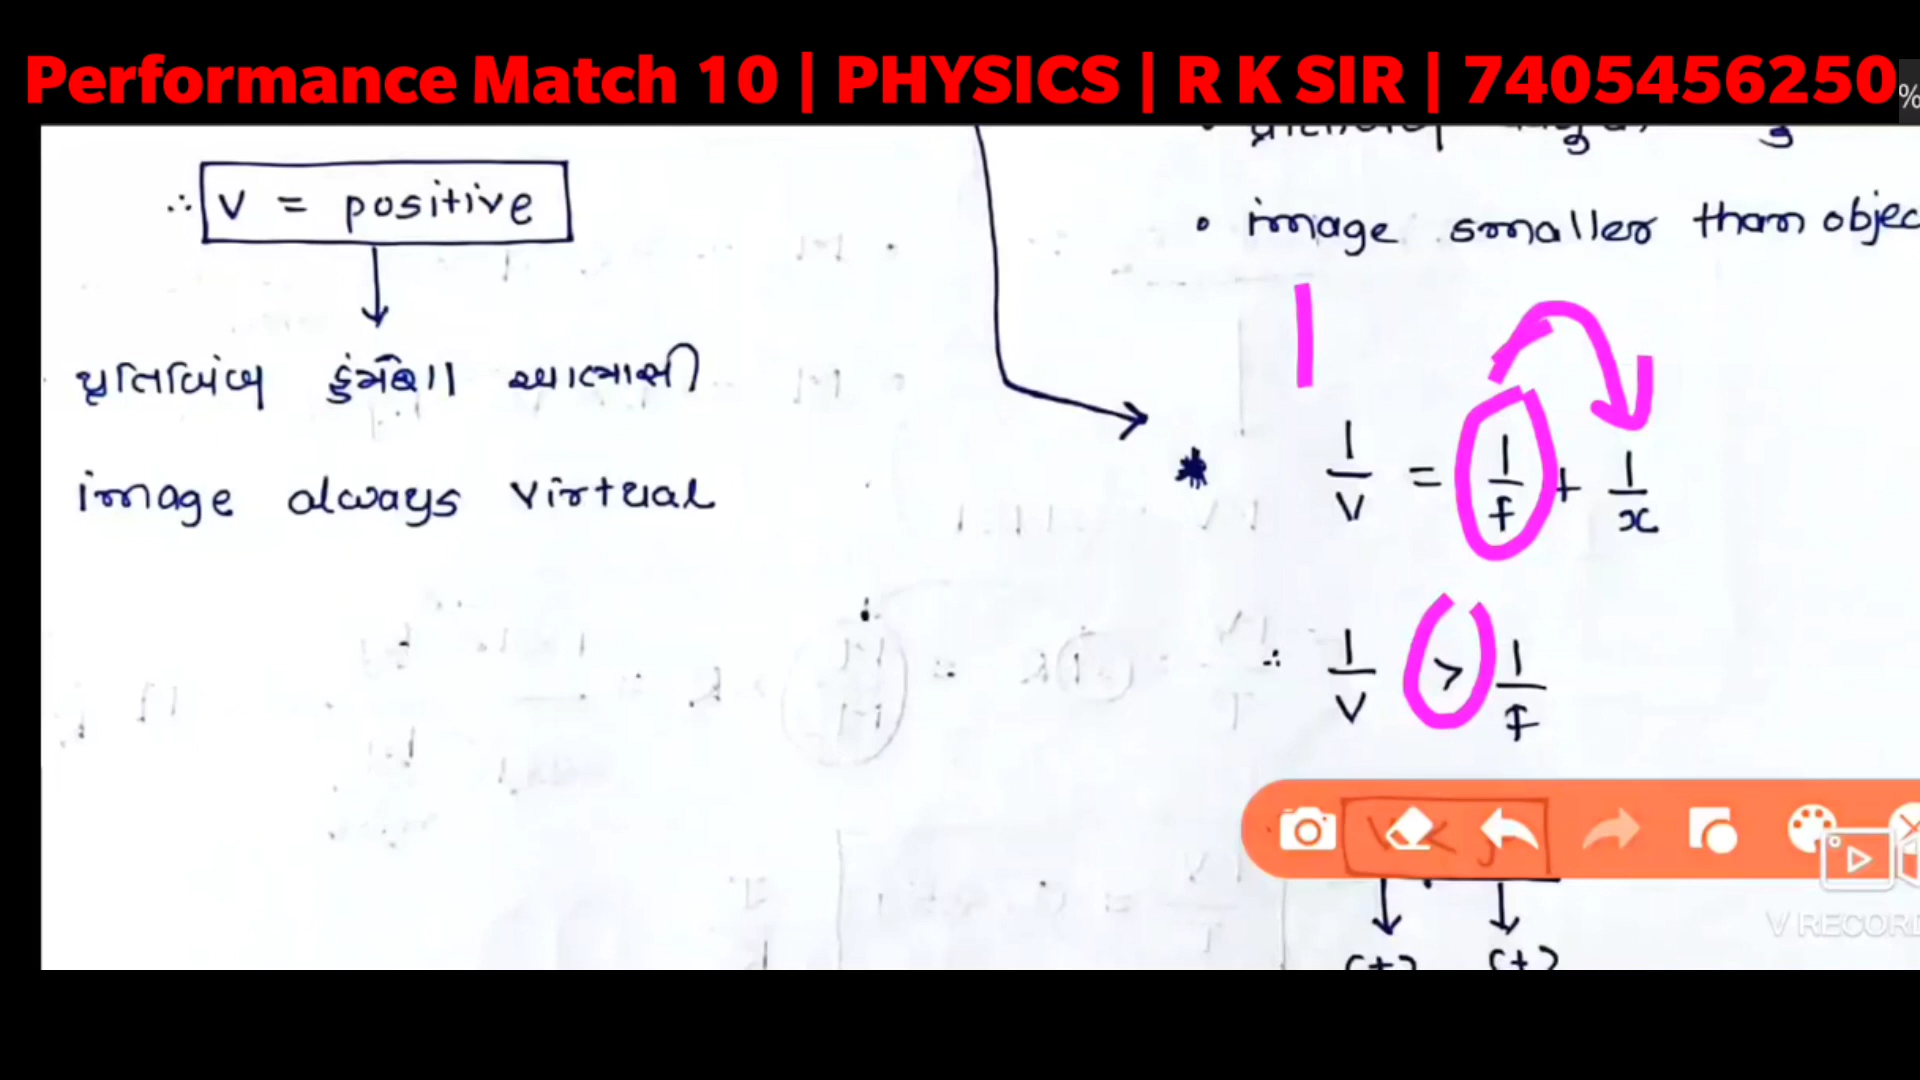 Performance Match 10 | PHYSICS | R K SIR | 7405456250
%
∴ v = positive
પ્રતિબિંબ હંમેશા આભાસી
image always virtual
• image smaller than objec
1/v = 1/f + 1/x
∴ 1/v > 1/f
v < f
(+) (+)
V RECORD